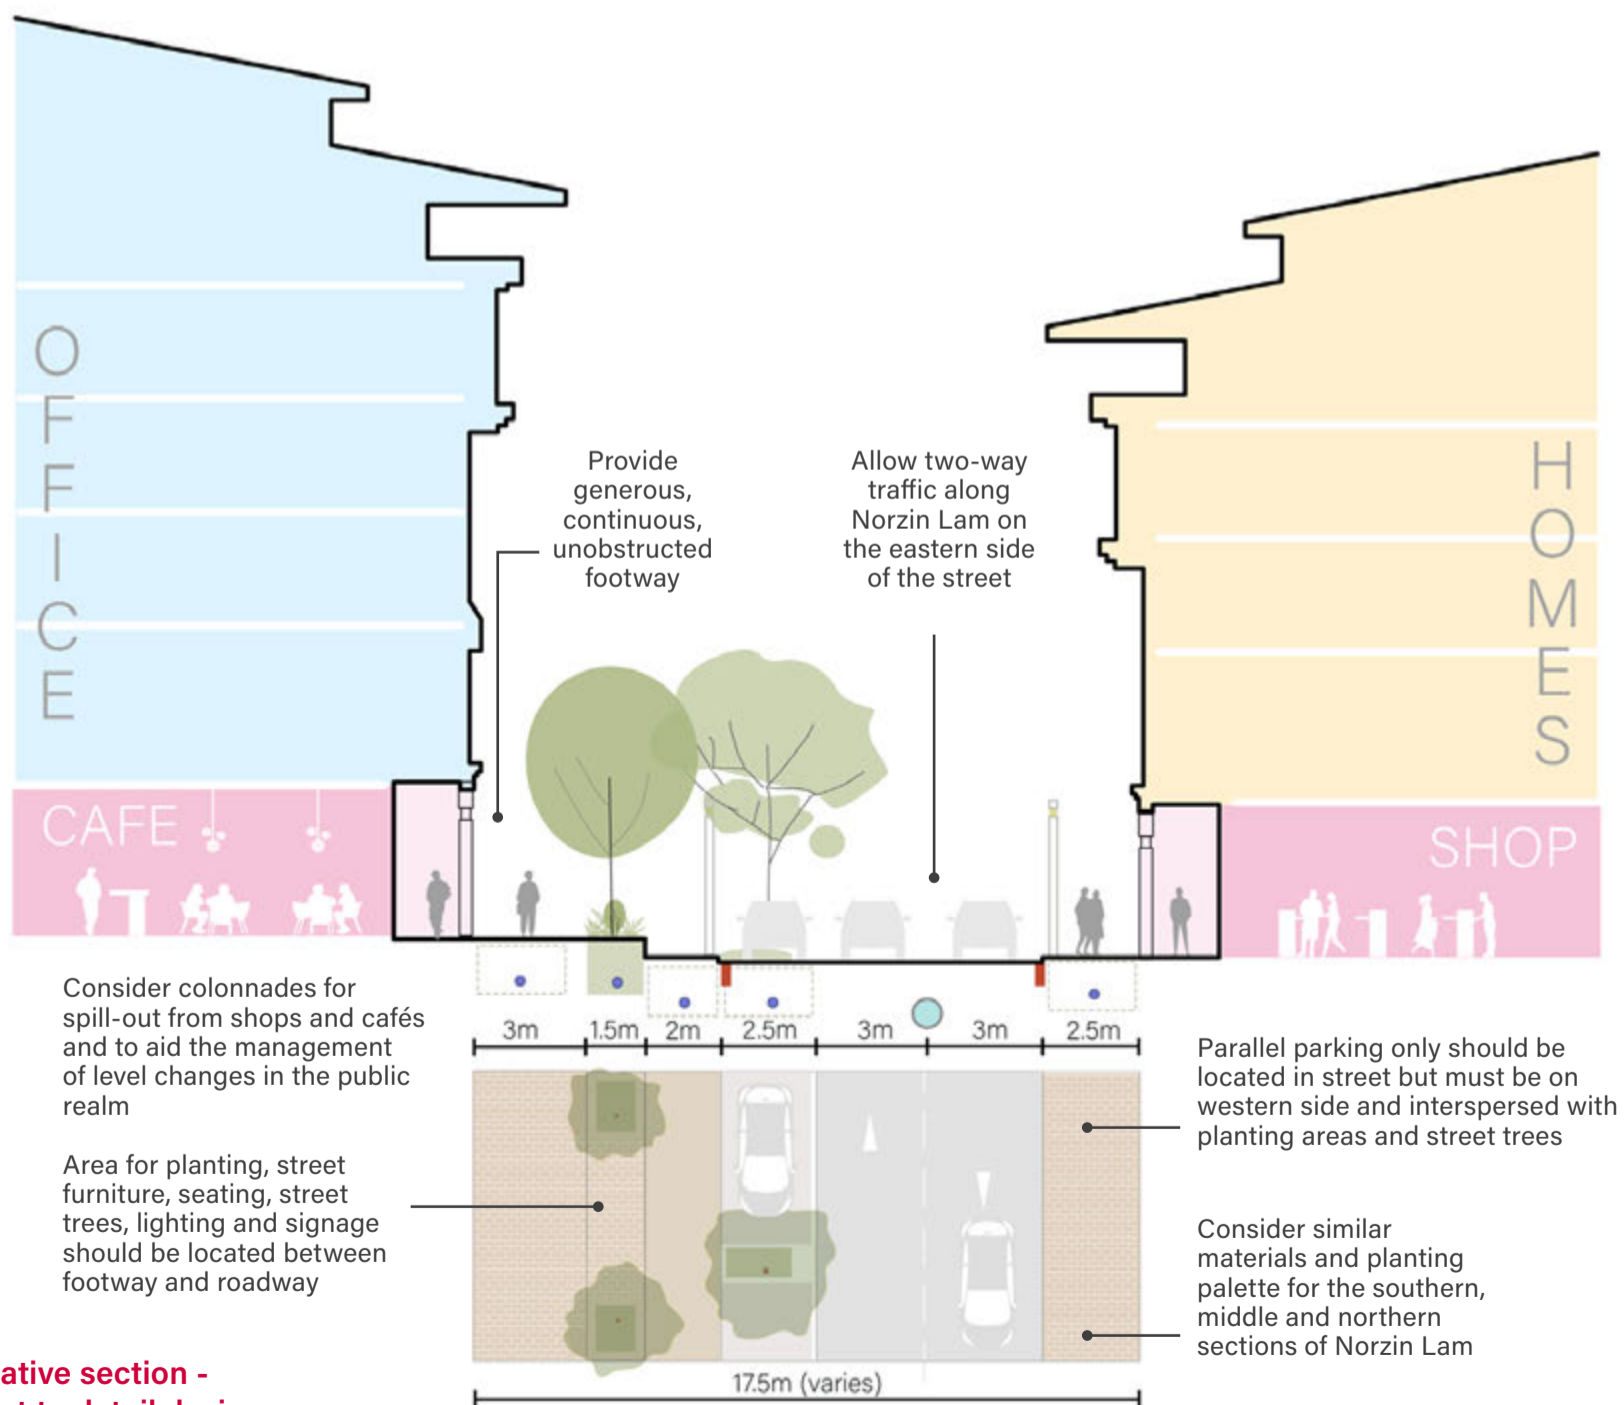 OFFICE
HOMES
Provide
generous,
continuous,
unobstructed
footway
Allow two-way
traffic along
Norzin Lam on
the eastern side
of the street
CAFE
SHOP
Consider colonnades for
spill-out from shops and cafés
and to aid the management
of level changes in the public
realm
Area for planting, street
furniture, seating, street
trees, lighting and signage
should be located between
footway and roadway
3m 1.5m 2m 2.5m 3m 3m 2.5m
Parallel parking only should be
located in street but must be on
western side and interspersed with
planting areas and street trees
Consider similar
materials and planting
palette for the southern,
middle and northern
sections of Norzin Lam
17.5m (varies)
ative section -